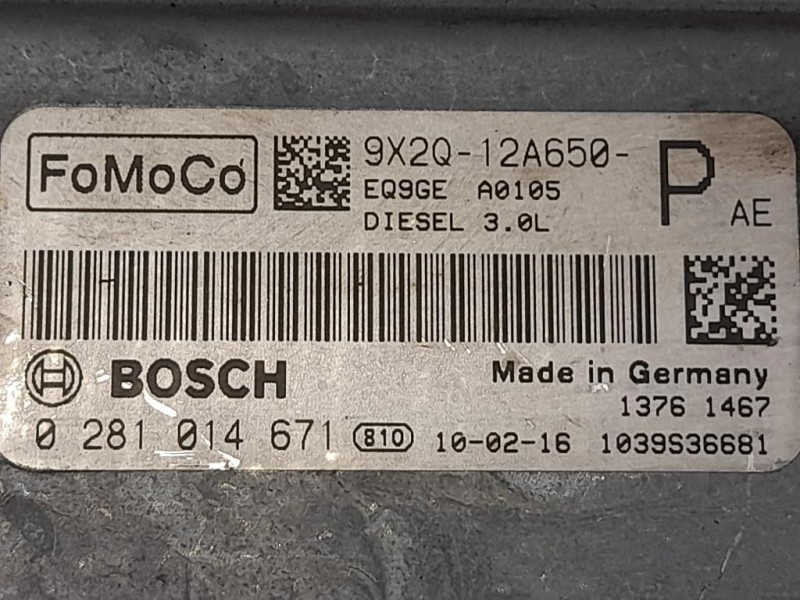 FoMoCo
9X2Q-12A650- P AE
EQ9GE A0105
DIESEL 3.0L
BOSCH
Made in Germany
1376 1467
0 281 014 671 810 10-02-16 1039S36681